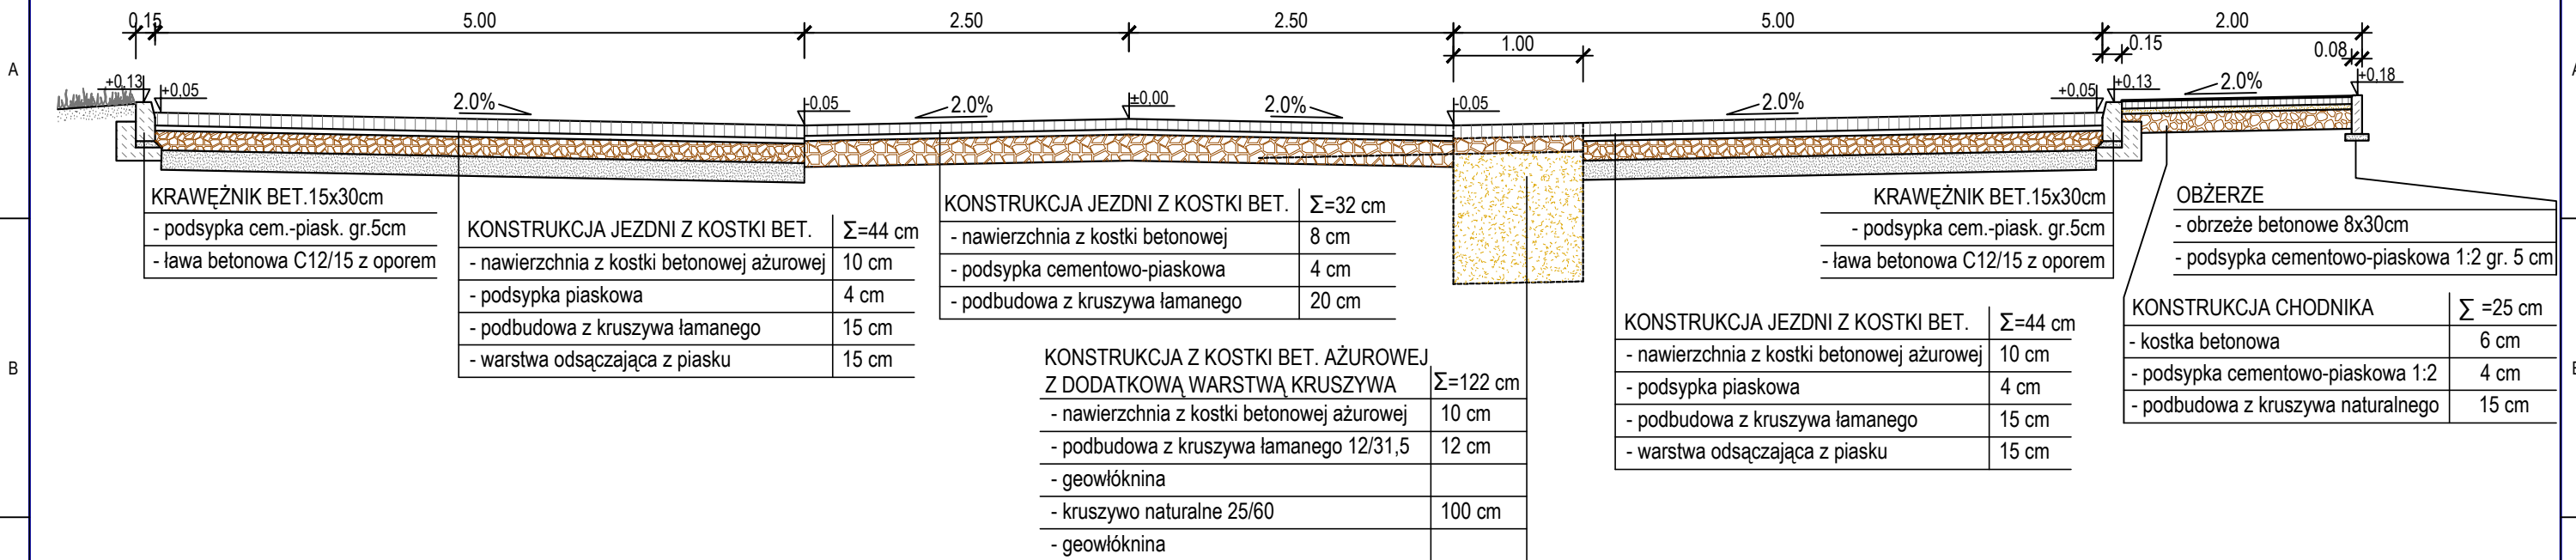 0.15 5.00 2.50 2.50 5.00 2.00
1.00 0.15 0.08
A
+0,13 +0,05 2.0% -0,05 2.0% ±0,00 2.0% -0,05 2.0% +0,05 +0,13 2.0% +0,18
KRAWĘŻNIK BET.15x30cm
- podsypka cem.-piask. gr.5cm
- ława betonowa C12/15 z oporem
KONSTRUKCJA JEZDNI Z KOSTKI BET. Σ=44 cm
- nawierzchnia z kostki betonowej ażurowej 10 cm
- podsypka piaskowa 4 cm
- podbudowa z kruszywa łamanego 15 cm
- warstwa odsączająca z piasku 15 cm
KONSTRUKCJA JEZDNI Z KOSTKI BET. Σ=32 cm
- nawierzchnia z kostki betonowej 8 cm
- podsypka cementowo-piaskowa 4 cm
- podbudowa z kruszywa łamanego 20 cm
KONSTRUKCJA Z KOSTKI BET. AŻUROWEJ
Z DODATKOWĄ WARSTWĄ KRUSZYWA Σ=122 cm
- nawierzchnia z kostki betonowej ażurowej 10 cm
- podbudowa z kruszywa łamanego 12/31,5 12 cm
- geowłóknina
- kruszywo naturalne 25/60 100 cm
- geowłóknina
KRAWĘŻNIK BET.15x30cm
- podsypka cem.-piask. gr.5cm
- ława betonowa C12/15 z oporem
KONSTRUKCJA JEZDNI Z KOSTKI BET. Σ=44 cm
- nawierzchnia z kostki betonowej ażurowej 10 cm
- podsypka piaskowa 4 cm
- podbudowa z kruszywa łamanego 15 cm
- warstwa odsączająca z piasku 15 cm
OBŻERZE
- obrzeże betonowe 8x30cm
- podsypka cementowo-piaskowa 1:2 gr. 5 cm
KONSTRUKCJA CHODNIKA Σ =25 cm
- kostka betonowa 6 cm
- podsypka cementowo-piaskowa 1:2 4 cm
- podbudowa z kruszywa naturalnego 15 cm
B